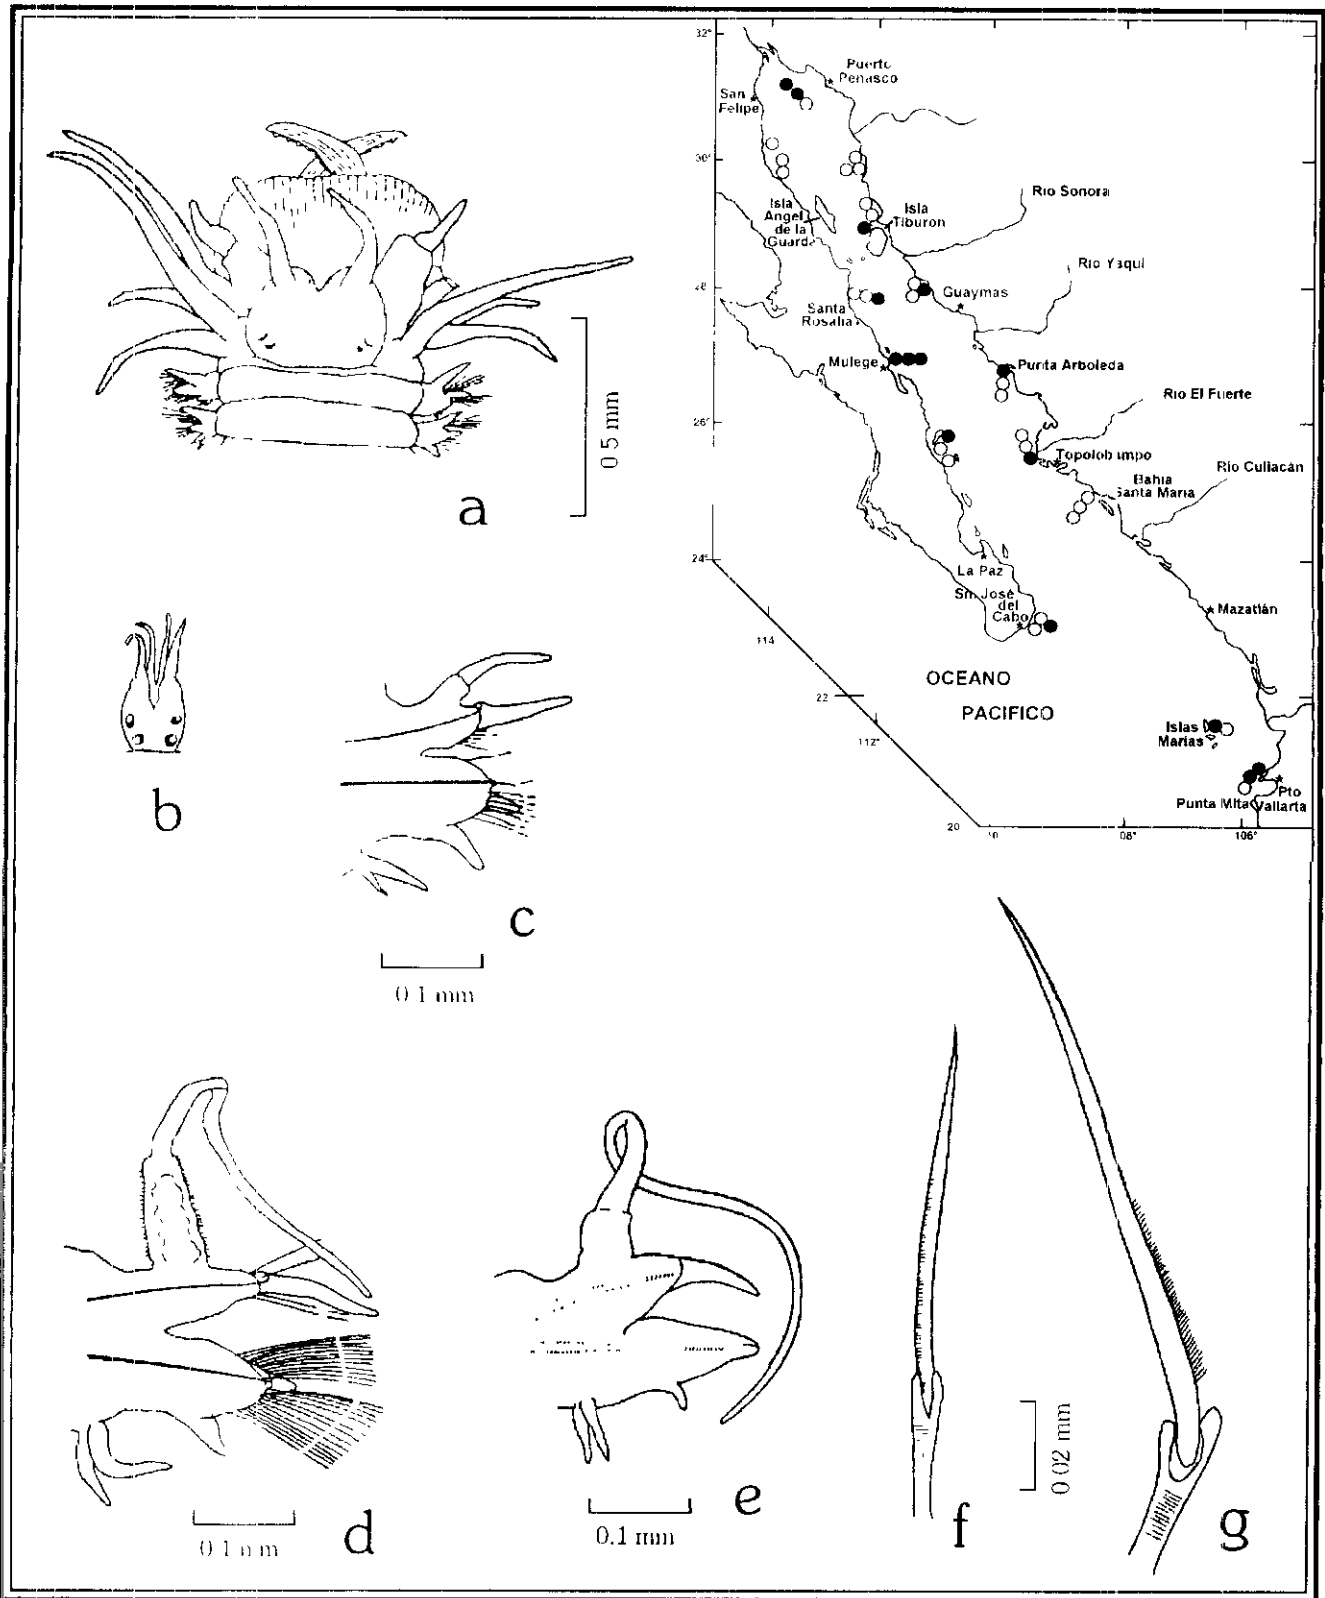 32°
Puerto
Peñasco
San
Felipe
30°
Isla
Angel
de la
Guarda
Isla
Tiburon
Rio Sonora
Rio Yaqui
28°
Santa
Rosalia
Guaymas
Mulege
Punta Arboleda
Rio El Fuerte
26°
Topolobampo
Rio Culiacán
Bahia
Santa Maria
24°
La Paz
Sn. José
del
Cabo
Mazatlán
114
OCEANO
PACIFICO
22
112°
Islas
Marias
Pto
Vallarta
Punta Mita
20
08°
106°
0 5 mm
a
b
c
0 1 mm
d
0 1 mm
e
0.1 mm
f
0 02 mm
g